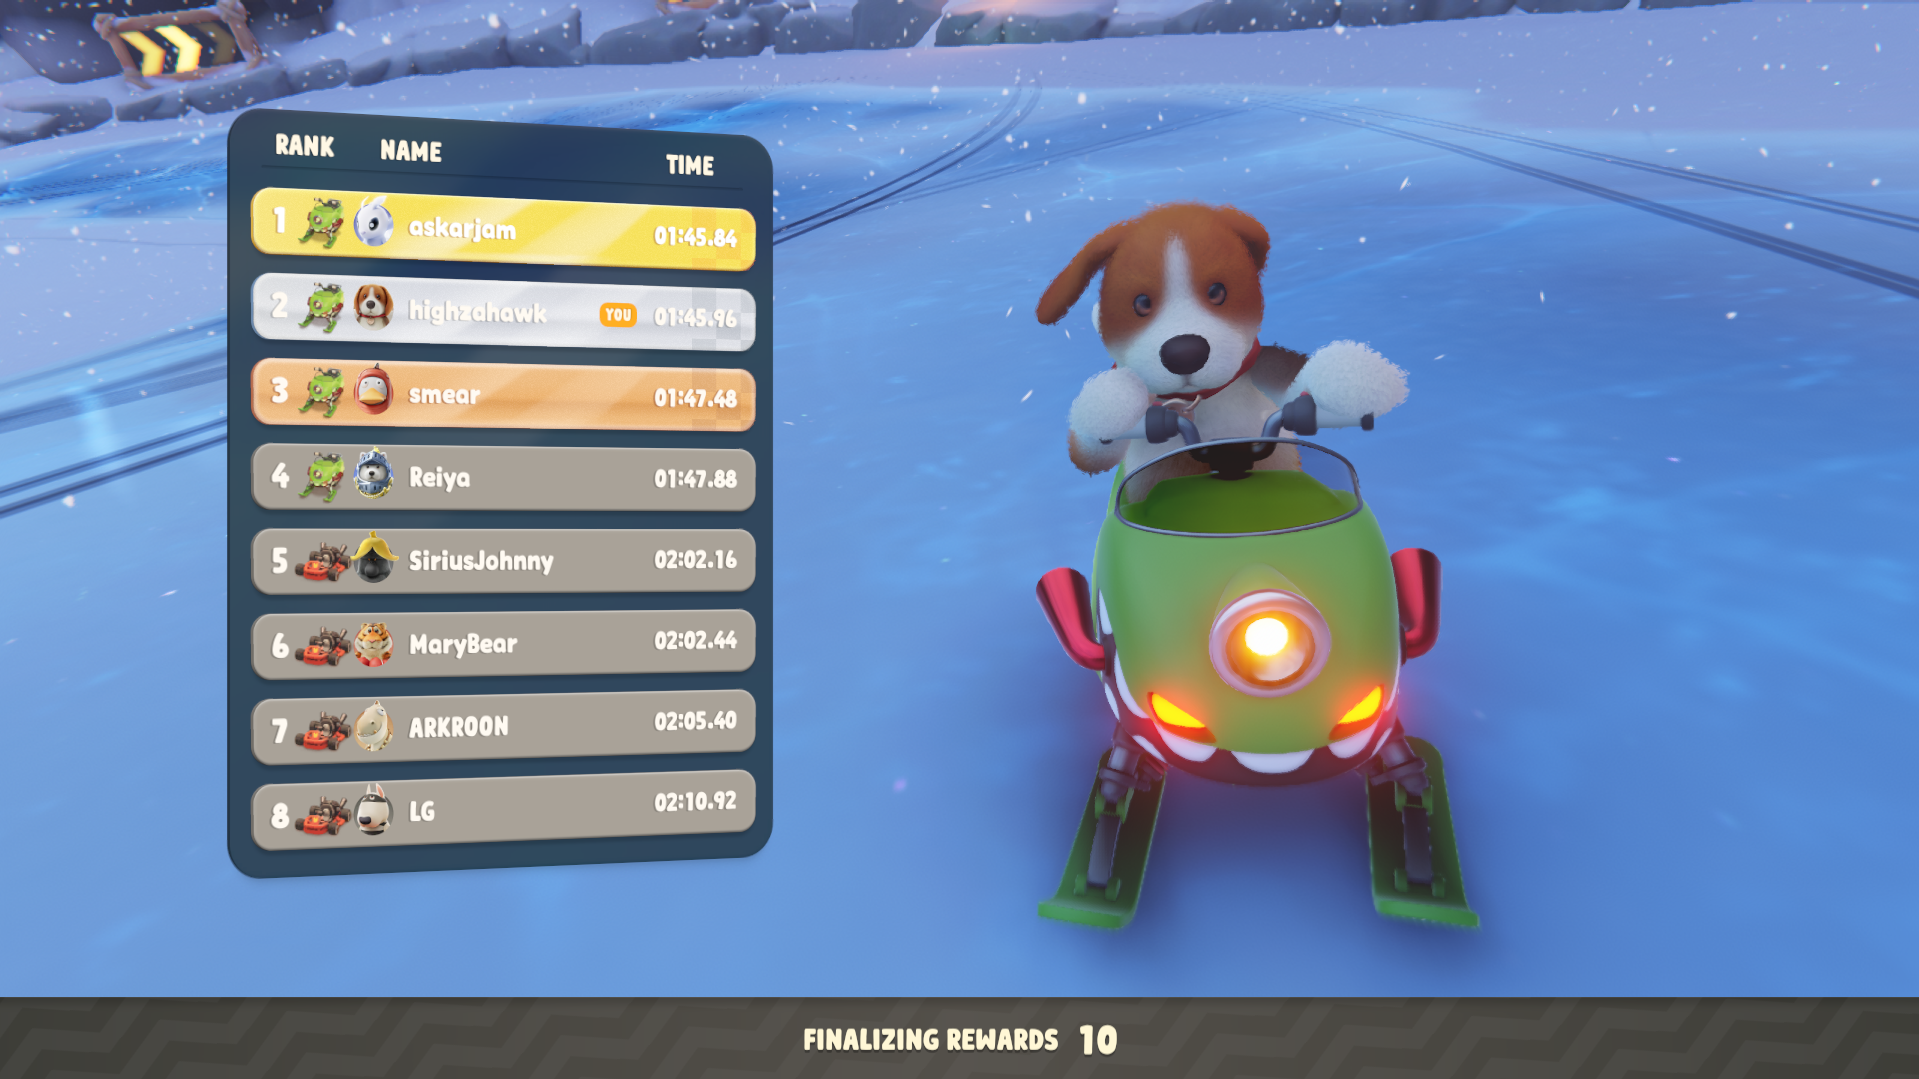 RANK NAME TIME
1 askarjam 01:45.84
2 highzahawk YOU 01:45.96
3 smear 01:47.48
4 Reiya 01:47.88
5 SiriusJohnny 02:02.16
6 MaryBear 02:02.44
7 ARKROON 02:05.40
8 LG 02:10.92
FINALIZING REWARDS 10